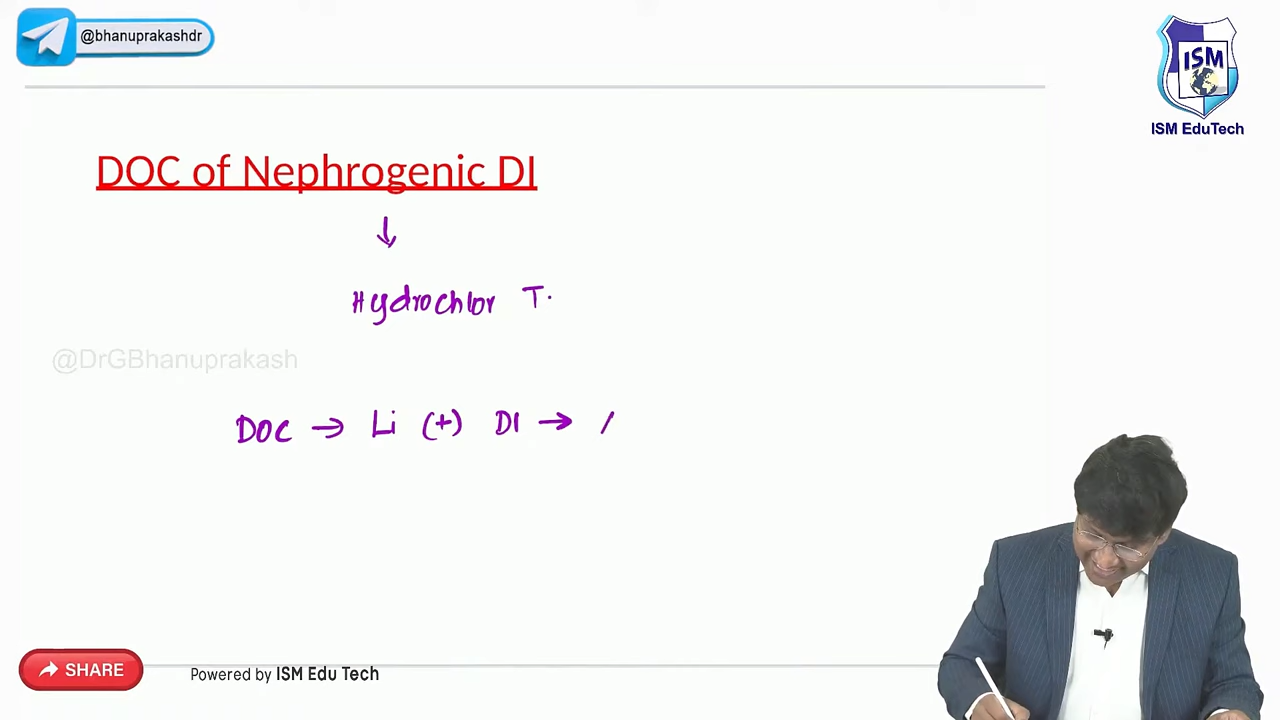 @bhanuprakashdr
ISM
ISM EduTech
DOC of Nephrogenic DI
↓
Hydrochlor T.
@DrGBhanuprakash
DOC → Li (+) DI → /
SHARE
Powered by ISM Edu Tech